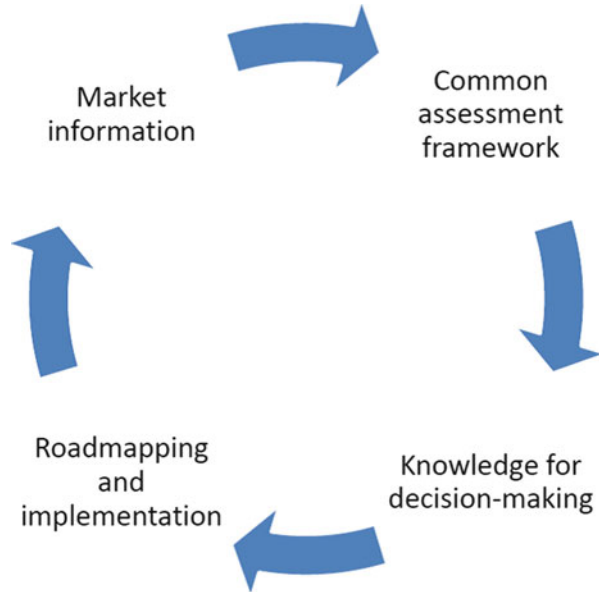 Market
information
Common
assessment
framework
Knowledge for
decision-making
Roadmapping
and
implementation